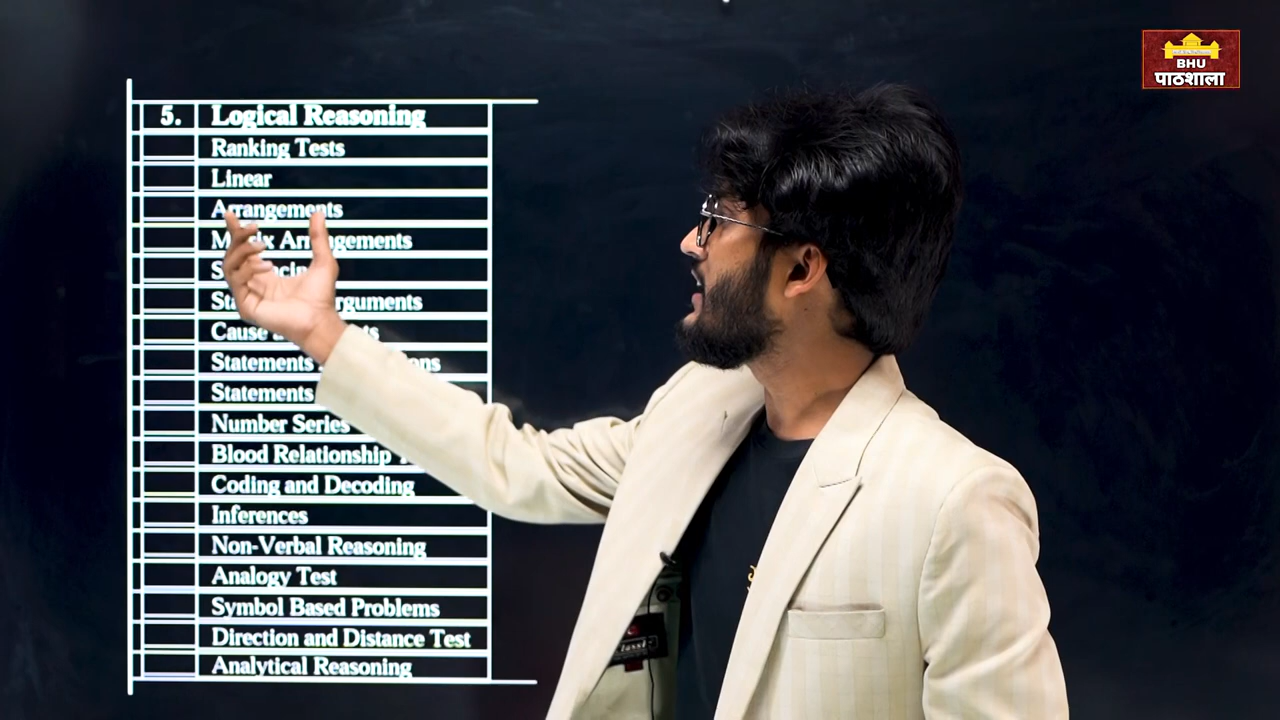 BHU
पाठशाला
5. Logical Reasoning
Ranking Tests
Linear
Arrangements
Arrangements
Cause
Statements
Statements
Number Series
Blood Relationship
Coding and Decoding
Inferences
Non-Verbal Reasoning
Analogy Test
Symbol Based Problems
Direction and Distance Test
Analytical Reasoning